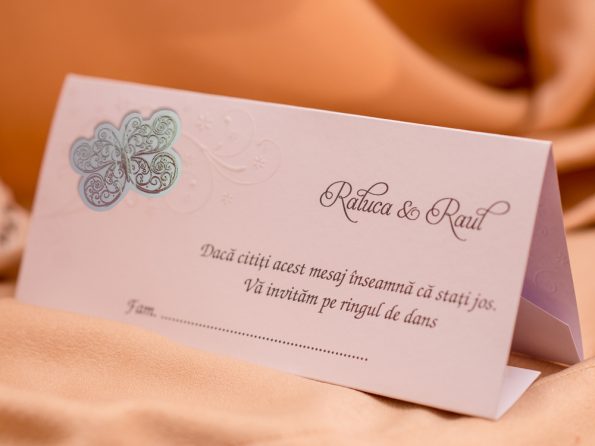 Raluca & Raul
Dacă citiți acest mesaj înseamnă că stați jos.
Vă invităm pe ringul de dans
Fam. ......................................................